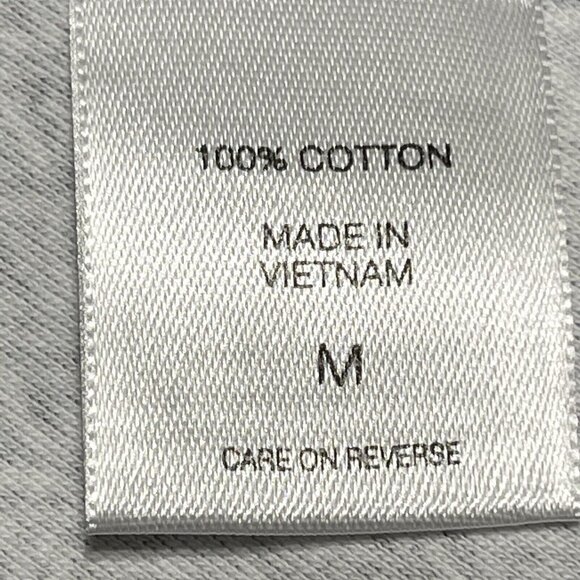 100% COTTON
MADE IN
VIETNAM
M
CARE ON REVERSE